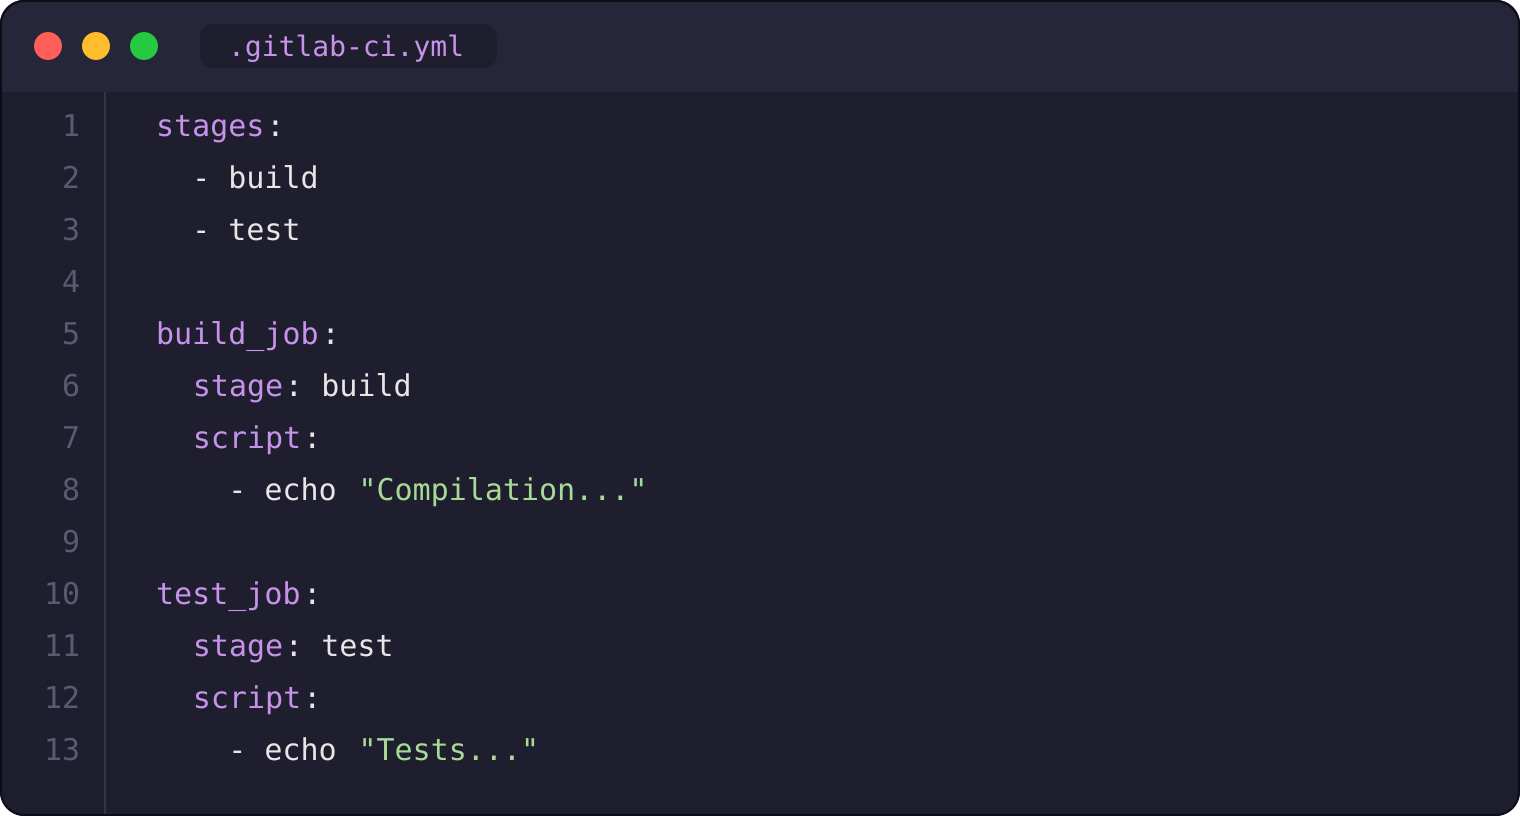 .gitlab-ci.yml
1 stages:
2   - build
3   - test
4
5 build_job:
6   stage: build
7   script:
8     - echo "Compilation..."
9
10 test_job:
11   stage: test
12   script:
13     - echo "Tests..."